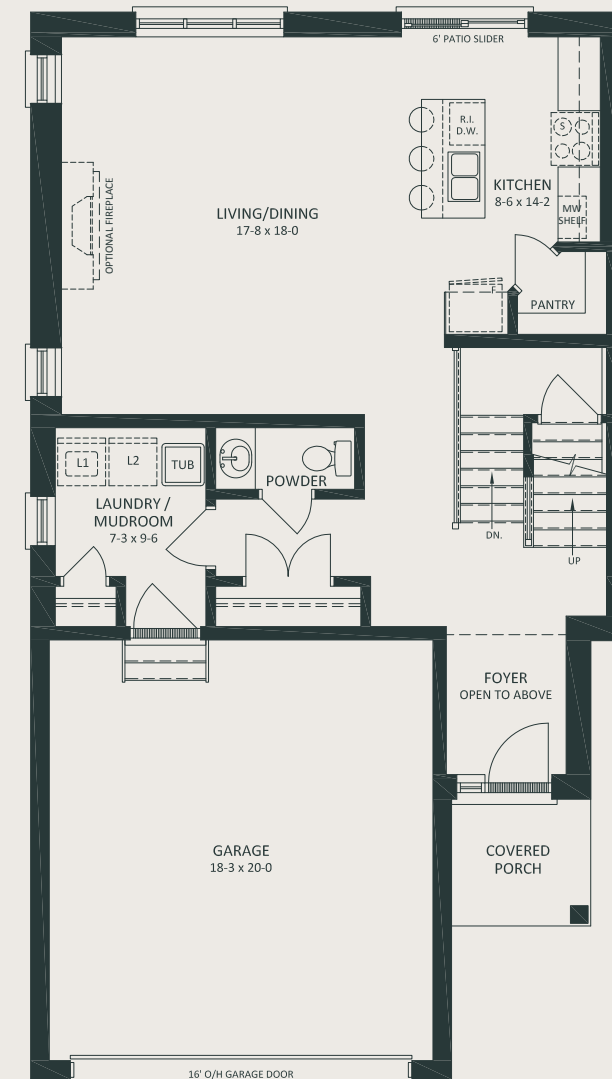 6' PATIO SLIDER
R.I.
D.W.
S
KITCHEN
8-6 x 14-2
MW
SHELF
OPTIONAL FIREPLACE
LIVING/DINING
17-8 x 18-0
F
PANTRY
L1
L2
TUB
POWDER
LAUNDRY /
MUDROOM
7-3 x 9-6
DN.
UP
FOYER
OPEN TO ABOVE
GARAGE
18-3 x 20-0
COVERED
PORCH
16' O/H GARAGE DOOR